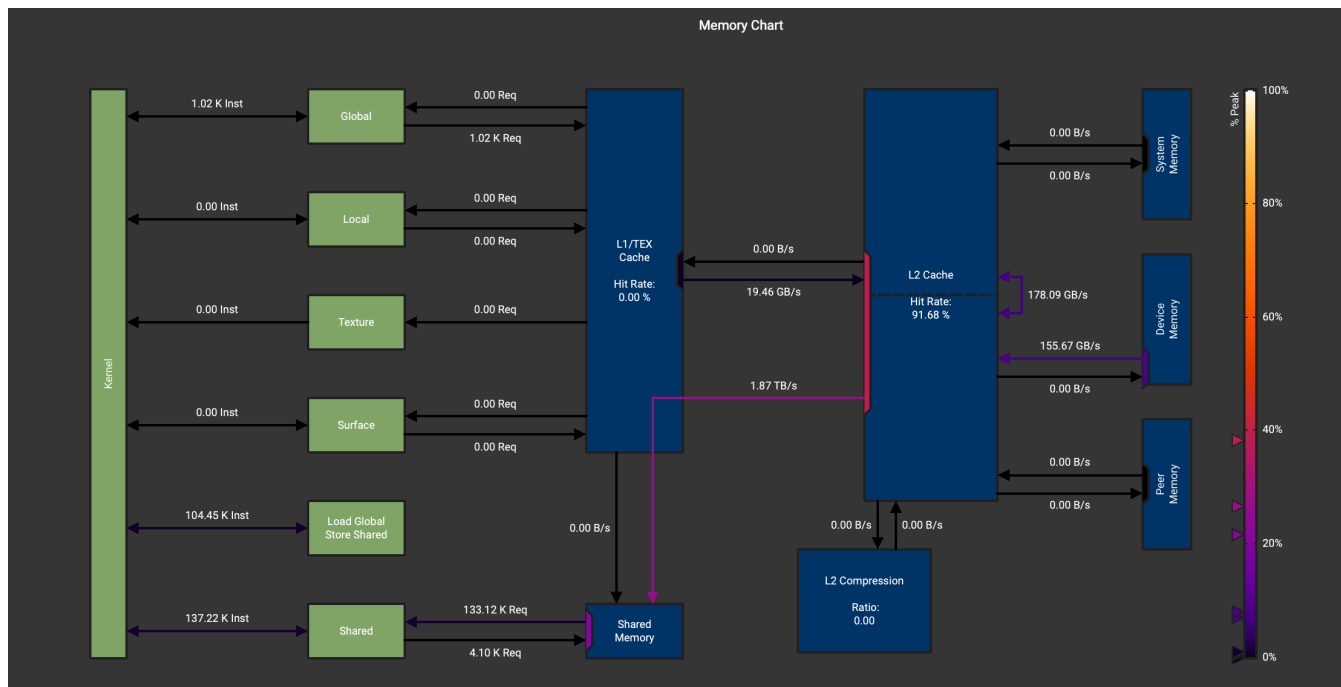 Memory Chart
Kernel
1.02 K Inst
Global
0.00 Req
1.02 K Req
0.00 Inst
Local
0.00 Req
0.00 Req
0.00 Inst
Texture
0.00 Req
0.00 Inst
Surface
0.00 Req
0.00 Req
104.45 K Inst
Load Global
Store Shared
137.22 K Inst
Shared
133.12 K Req
4.10 K Req
L1/TEX
Cache
Hit Rate:
0.00 %
0.00 B/s
19.46 GB/s
1.87 TB/s
0.00 B/s
Shared
Memory
L2 Cache
Hit Rate:
91.68 %
0.00 B/s
0.00 B/s
L2 Compression
Ratio:
0.00
0.00 B/s
0.00 B/s
System
Memory
178.09 GB/s
155.67 GB/s
0.00 B/s
Device
Memory
0.00 B/s
0.00 B/s
Peer
Memory
% Peak
100%
80%
60%
40%
20%
0%